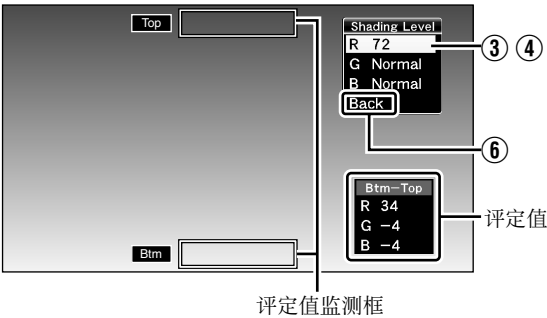 Top
Shading Level
R 72
③ ④
G Normal
B Normal
Back
⑥
Btm-Top
R 34
G -4
B -4
评定值
Btm
评定值监测框